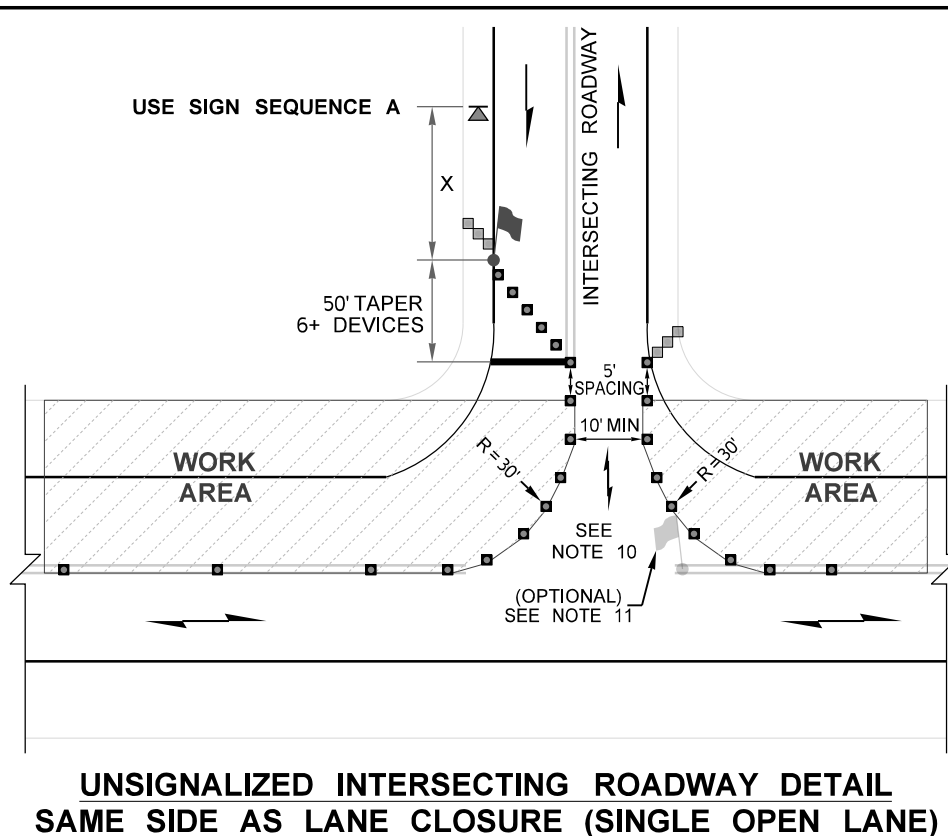 USE SIGN SEQUENCE A
X
INTERSECTING ROADWAY
50' TAPER
6+ DEVICES
5'
SPACING
10' MIN
R = 30'
R = 30'
WORK
AREA
WORK
AREA
SEE
NOTE 10
(OPTIONAL)
SEE NOTE 11
UNSIGNALIZED INTERSECTING ROADWAY DETAIL
SAME SIDE AS LANE CLOSURE (SINGLE OPEN LANE)